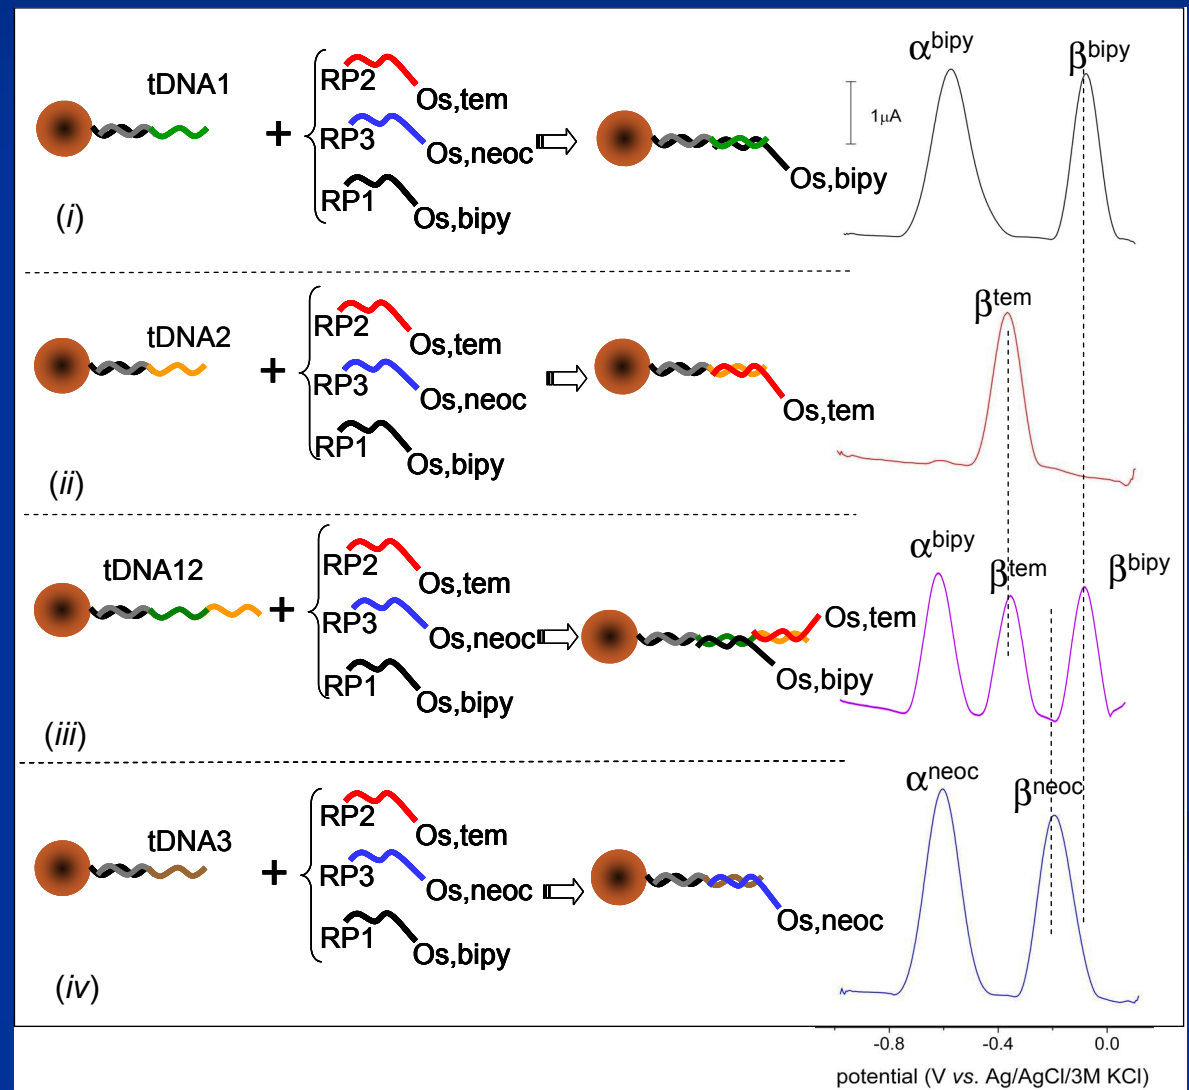 tDNA1
+
RP2
Os,tem
RP3
Os,neoc
RP1
Os,bipy
Os,bipy
(i)
α^bipy
β^bipy
1μA
tDNA2
+
RP2
Os,tem
RP3
Os,neoc
RP1
Os,bipy
Os,tem
(ii)
β^tem
tDNA12
+
RP2
Os,tem
RP3
Os,neoc
RP1
Os,bipy
Os,tem
Os,bipy
(iii)
α^bipy
β^tem
β^bipy
tDNA3
+
RP2
Os,tem
RP3
Os,neoc
RP1
Os,bipy
Os,neoc
(iv)
α^neoc
β^neoc
-0.8 -0.4 0.0
potential (V vs. Ag/AgCl/3M KCl)